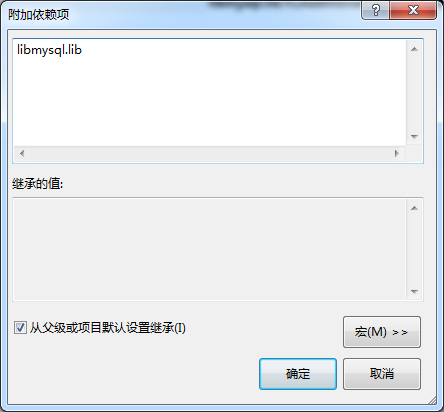 附加依赖项
libmysql.lib
继承的值:
从父级或项目默认设置继承(I)
宏(M) >>
确定
取消